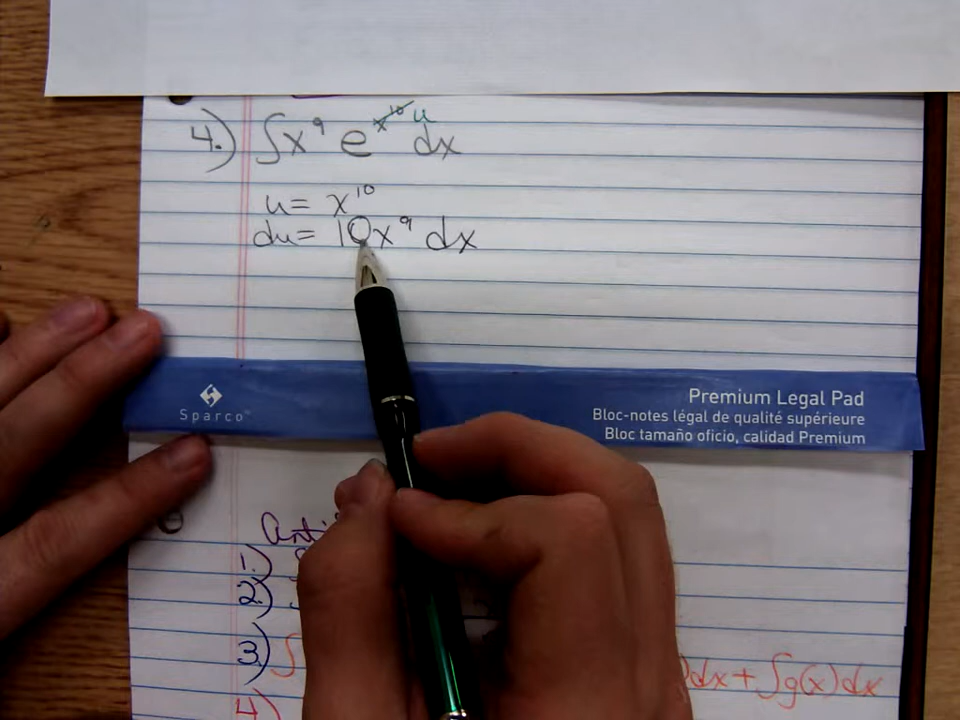 4.) ∫x⁹ e^x¹⁰ u dx
u = x¹⁰
du = 10x⁹ dx
Sparco
Premium Legal Pad
Bloc-notes légal de qualité supérieure
Bloc tamaño oficio, calidad Premium
Anti
1.)
2.)
3.) ∫ )dx + ∫g(x)dx
4.)